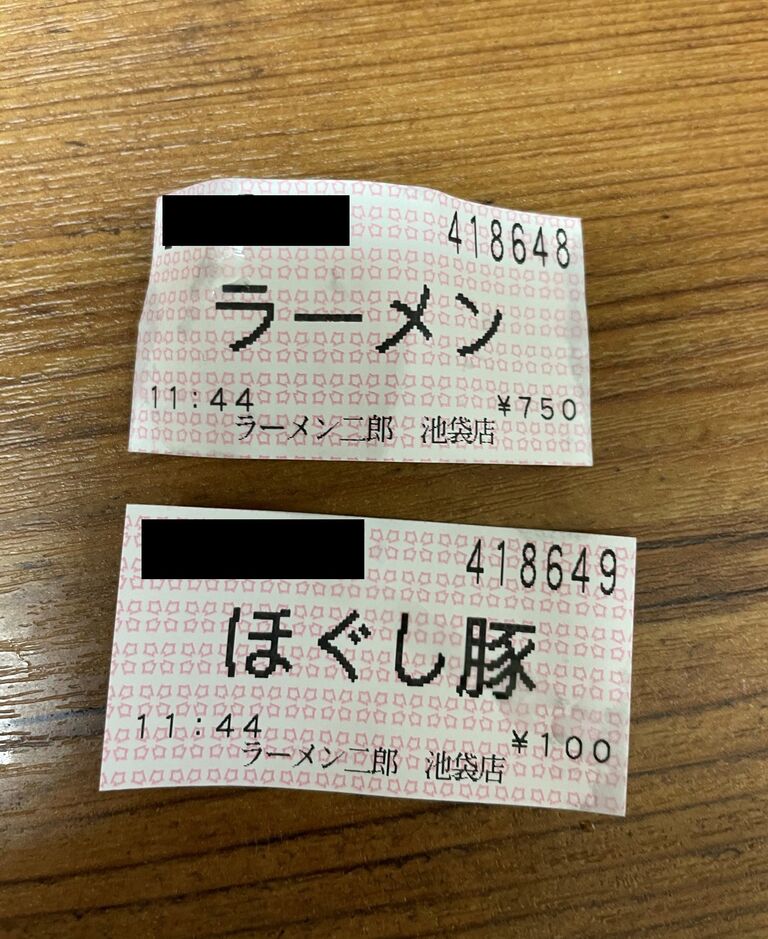 418648
ラーメン
11:44 ¥750
ラーメン二郎 池袋店
418649
ほぐし豚
11:44 ¥100
ラーメン二郎 池袋店